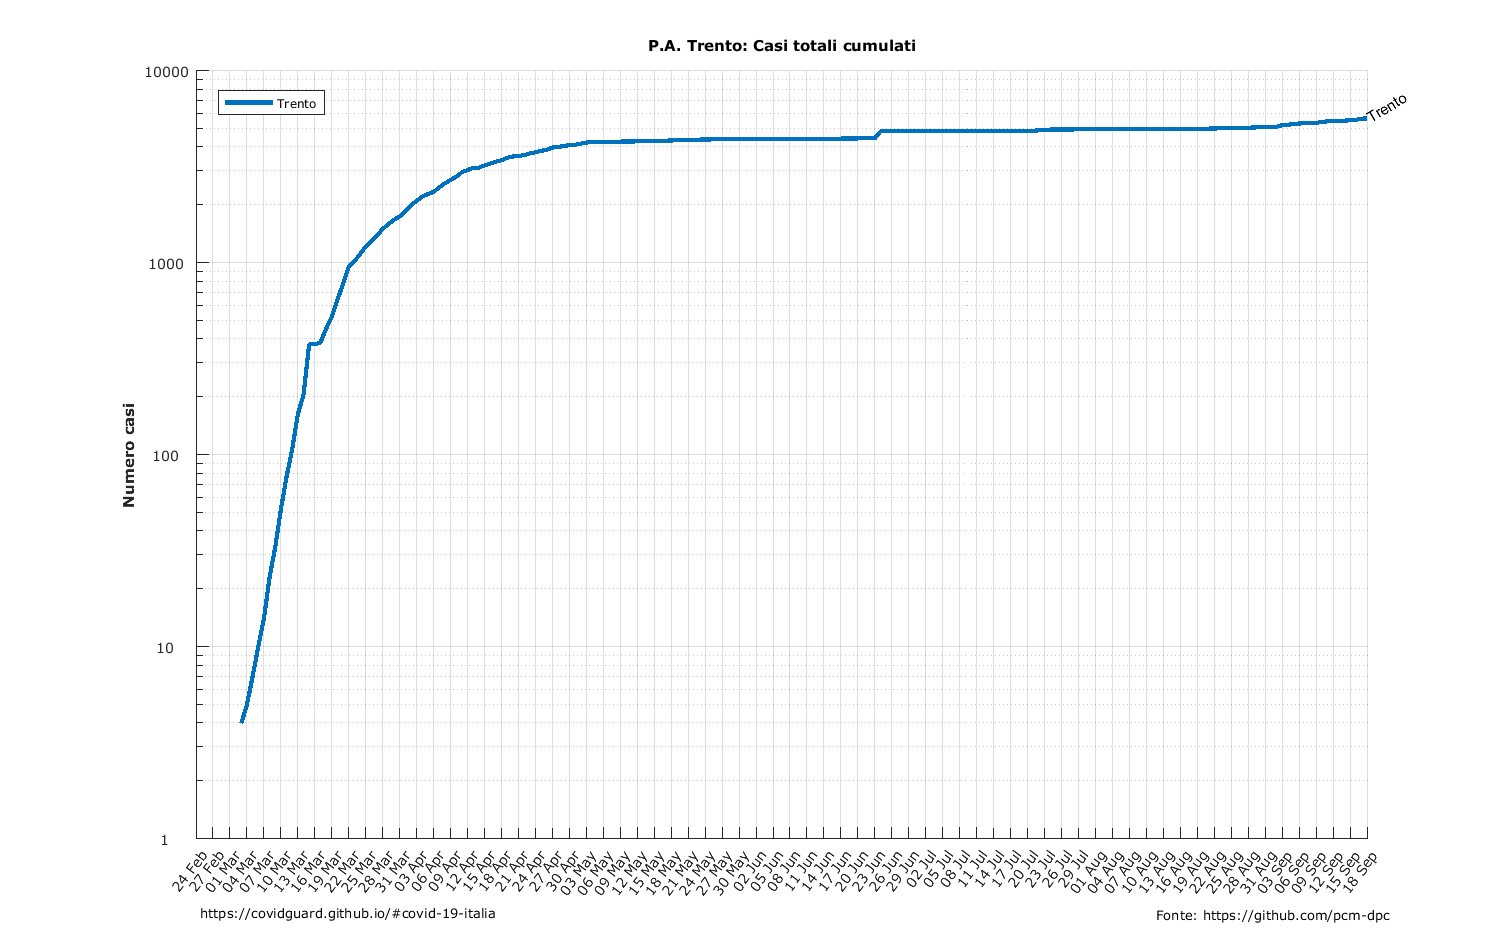 P.A. Trento: Casi totali cumulati
10000
1000
100
10
1
Numero casi
Trento
Trento
24 Feb
27 Feb
01 Mar
04 Mar
07 Mar
10 Mar
13 Mar
16 Mar
19 Mar
22 Mar
25 Mar
28 Mar
31 Mar
03 Apr
06 Apr
09 Apr
12 Apr
15 Apr
18 Apr
21 Apr
24 Apr
27 Apr
30 Apr
03 May
06 May
09 May
12 May
15 May
18 May
21 May
24 May
27 May
30 May
02 Jun
05 Jun
08 Jun
11 Jun
14 Jun
17 Jun
20 Jun
23 Jun
26 Jun
29 Jun
02 Jul
05 Jul
08 Jul
11 Jul
14 Jul
17 Jul
20 Jul
23 Jul
26 Jul
29 Jul
01 Aug
04 Aug
07 Aug
10 Aug
13 Aug
16 Aug
19 Aug
22 Aug
25 Aug
28 Aug
31 Aug
03 Sep
06 Sep
09 Sep
12 Sep
15 Sep
18 Sep
https://covidguard.github.io/#covid-19-italia
Fonte: https://github.com/pcm-dpc